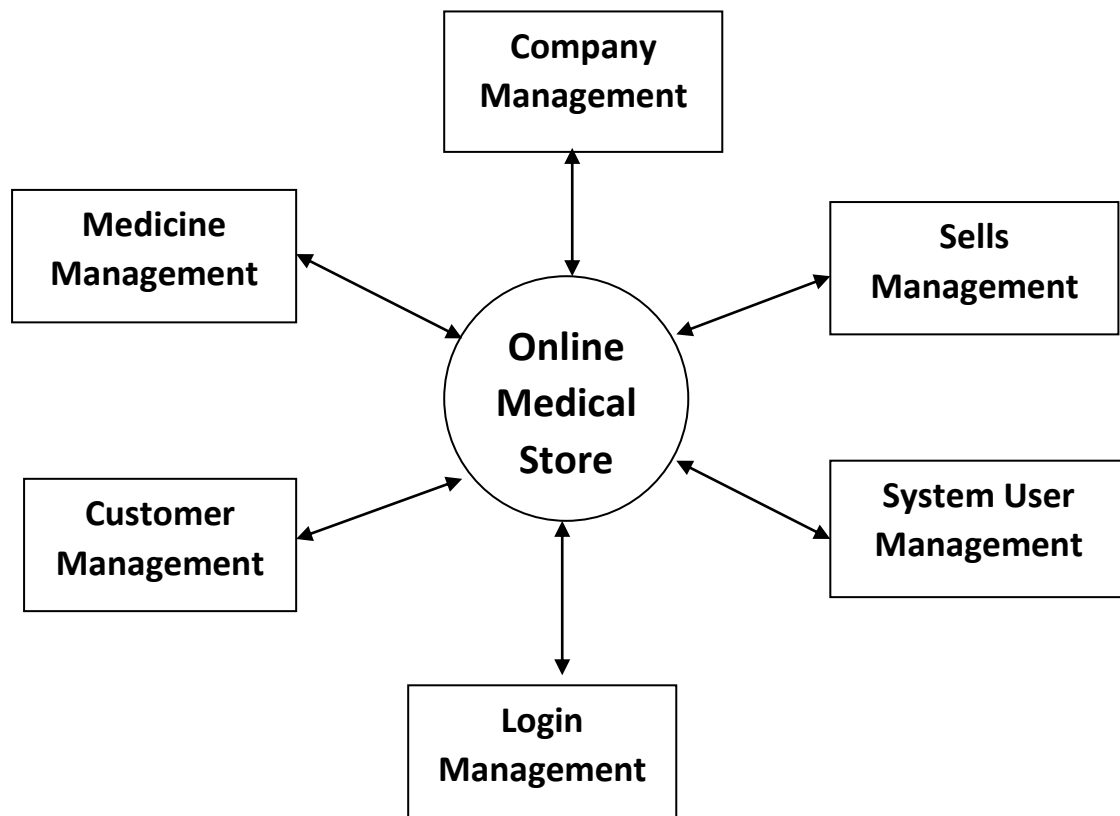 Company
Management
Medicine
Management
Sells
Management
Online
Medical
Store
Customer
Management
System User
Management
Login
Management